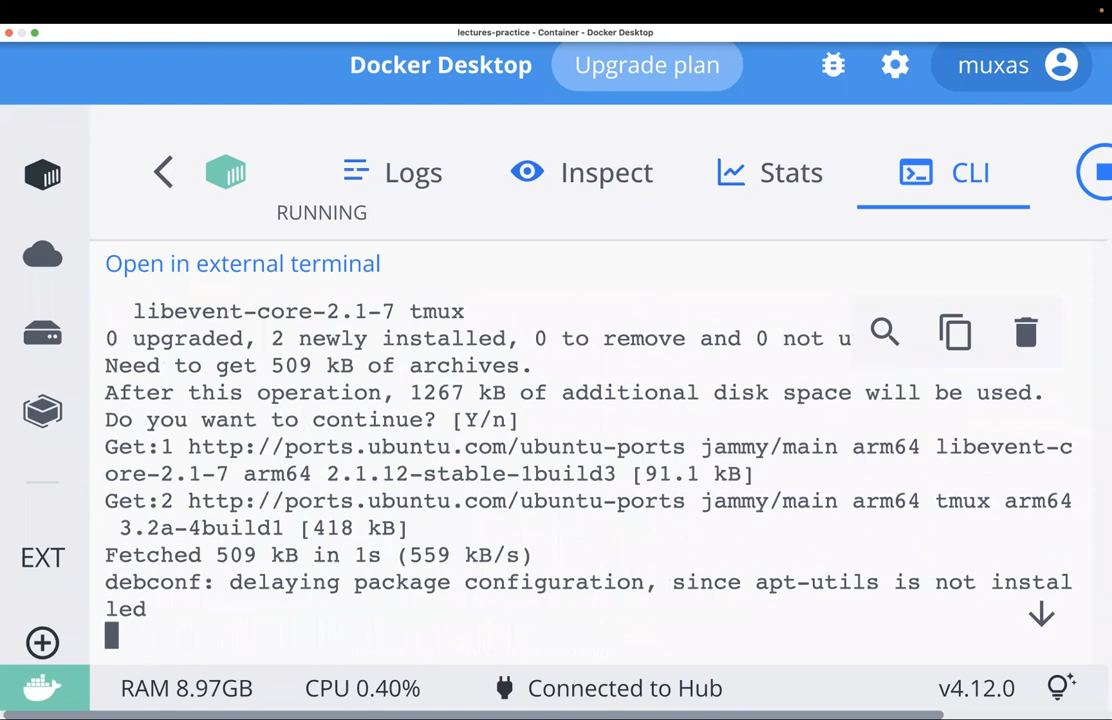 lectures-practice - Container - Docker Desktop
Docker Desktop Upgrade plan muxas
Logs Inspect Stats CLI
RUNNING
Open in external terminal
libevent-core-2.1-7 tmux
0 upgraded, 2 newly installed, 0 to remove and 0 not u
Need to get 509 kB of archives.
After this operation, 1267 kB of additional disk space will be used.
Do you want to continue? [Y/n]
Get:1 http://ports.ubuntu.com/ubuntu-ports jammy/main arm64 libevent-c
ore-2.1-7 arm64 2.1.12-stable-1build3 [91.1 kB]
Get:2 http://ports.ubuntu.com/ubuntu-ports jammy/main arm64 tmux arm64
3.2a-4build1 [418 kB]
Fetched 509 kB in 1s (559 kB/s)
debconf: delaying package configuration, since apt-utils is not instal
led
EXT
RAM 8.97GB CPU 0.40% Connected to Hub v4.12.0